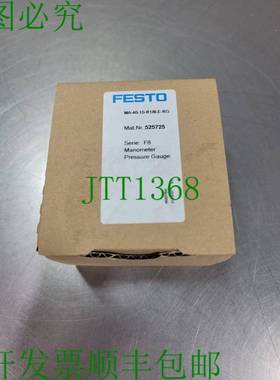 图必究
FESTO
MA-40-10-R1/8-E-RG
Mat.Nr. 525725
Serie: F8
Manometer
Pressure Gauge
JTT1368
开发票顺丰包邮